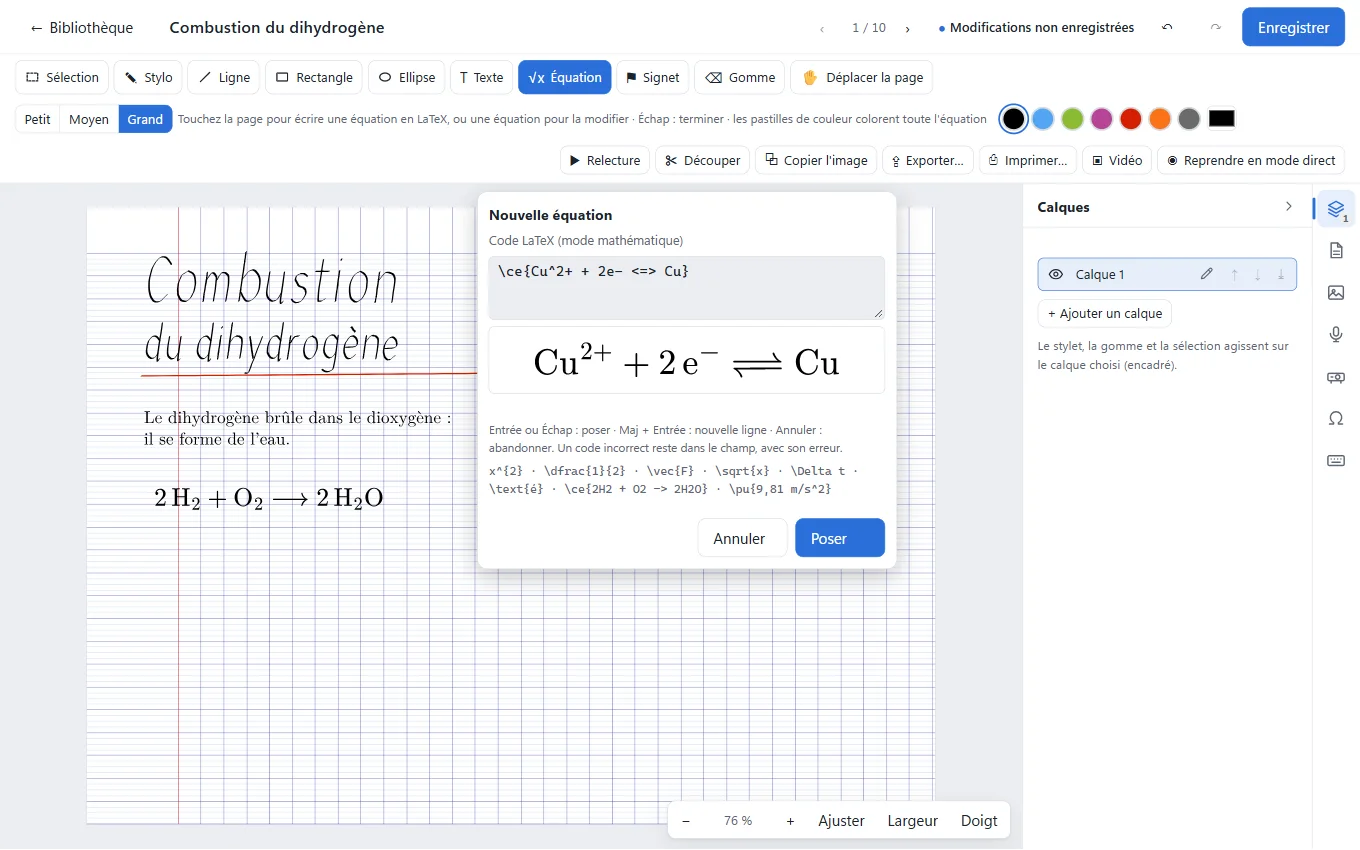 ← Bibliothèque
Combustion du dihydrogène
‹ 1 / 10 ›
• Modifications non enregistrées
Enregistrer
Sélection
Stylo
Ligne
Rectangle
Ellipse
T Texte
√x Équation
Signet
Gomme
Déplacer la page
Petit
Moyen
Grand
Touchez la page pour écrire une équation en LaTeX, ou une équation pour la modifier · Échap : terminer · les pastilles de couleur colorent toute l'équation
Relecture
Découper
Copier l'image
Exporter...
Imprimer...
Vidéo
Reprendre en mode direct
Combustion
du dihydrogène
Le dihydrogène brûle dans le dioxygène :
il se forme de l'eau.
2 H₂ + O₂ ⟶ 2 H₂O
Nouvelle équation
Code LaTeX (mode mathématique)
\ce{Cu^2+ + 2e- <=> Cu}
Cu²⁺ + 2 e⁻ ⇌ Cu
Entrée ou Échap : poser · Maj + Entrée : nouvelle ligne · Annuler :
abandonner. Un code incorrect reste dans le champ, avec son erreur.
x^{2} · \dfrac{1}{2} · \vec{F} · \sqrt{x} · \Delta t ·
\text{é} · \ce{2H2 + O2 -> 2H2O} · \pu{9,81 m/s^2}
Annuler
Poser
Calques
1
Calque 1
+ Ajouter un calque
Le stylet, la gomme et la sélection agissent sur
le calque choisi (encadré).
Ω
− 76 % +
Ajuster
Largeur
Doigt